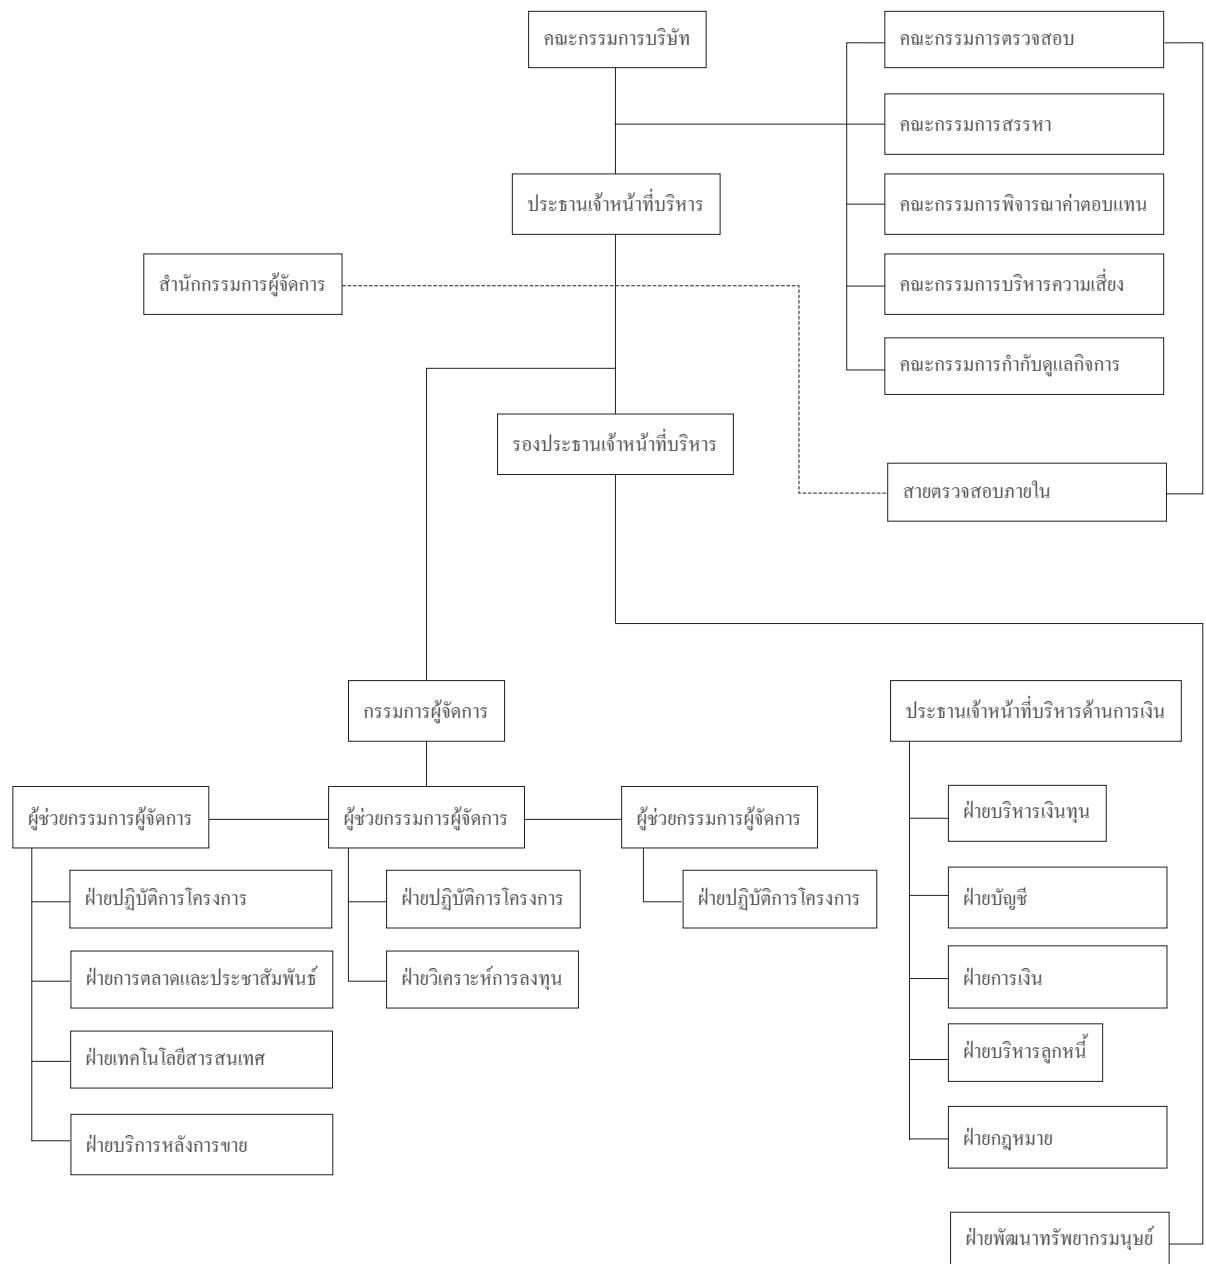 คณะกรรมการบริษัท
คณะกรรมการตรวจสอบ
คณะกรรมการสรรหา
ประธานเจ้าหน้าที่บริหาร
คณะกรรมการพิจารณาค่าตอบแทน
สำนักกรรมการผู้จัดการ
คณะกรรมการบริหารความเสี่ยง
คณะกรรมการกำกับดูแลกิจการ
รองประธานเจ้าหน้าที่บริหาร
สายตรวจสอบภายใน
กรรมการผู้จัดการ
ประธานเจ้าหน้าที่บริหารด้านการเงิน
ผู้ช่วยกรรมการผู้จัดการ
ผู้ช่วยกรรมการผู้จัดการ
ผู้ช่วยกรรมการผู้จัดการ
ฝ่ายบริหารเงินทุน
ฝ่ายปฏิบัติการโครงการ
ฝ่ายปฏิบัติการโครงการ
ฝ่ายปฏิบัติการโครงการ
ฝ่ายบัญชี
ฝ่ายการตลาดและประชาสัมพันธ์
ฝ่ายวิเคราะห์การลงทุน
ฝ่ายการเงิน
ฝ่ายเทคโนโลยีสารสนเทศ
ฝ่ายบริหารลูกหนี้
ฝ่ายบริการหลังการขาย
ฝ่ายกฎหมาย
ฝ่ายพัฒนาทรัพยากรมนุษย์